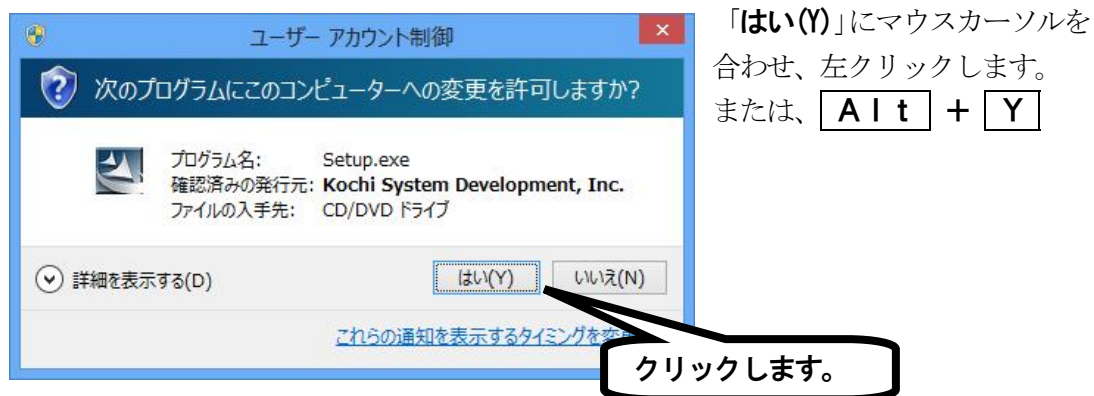 ユーザー アカウント制御
次のプログラムにこのコンピューターへの変更を許可しますか?
プログラム名: Setup.exe
確認済みの発行元: Kochi System Development, Inc.
ファイルの入手先: CD/DVD ドライブ
詳細を表示する(D)
はい(Y)
いいえ(N)
これらの通知を表示するタイミングを
クリックします。
「はい(Y)」にマウスカーソルを
合わせ、左クリックします。
または、 Alt + Y